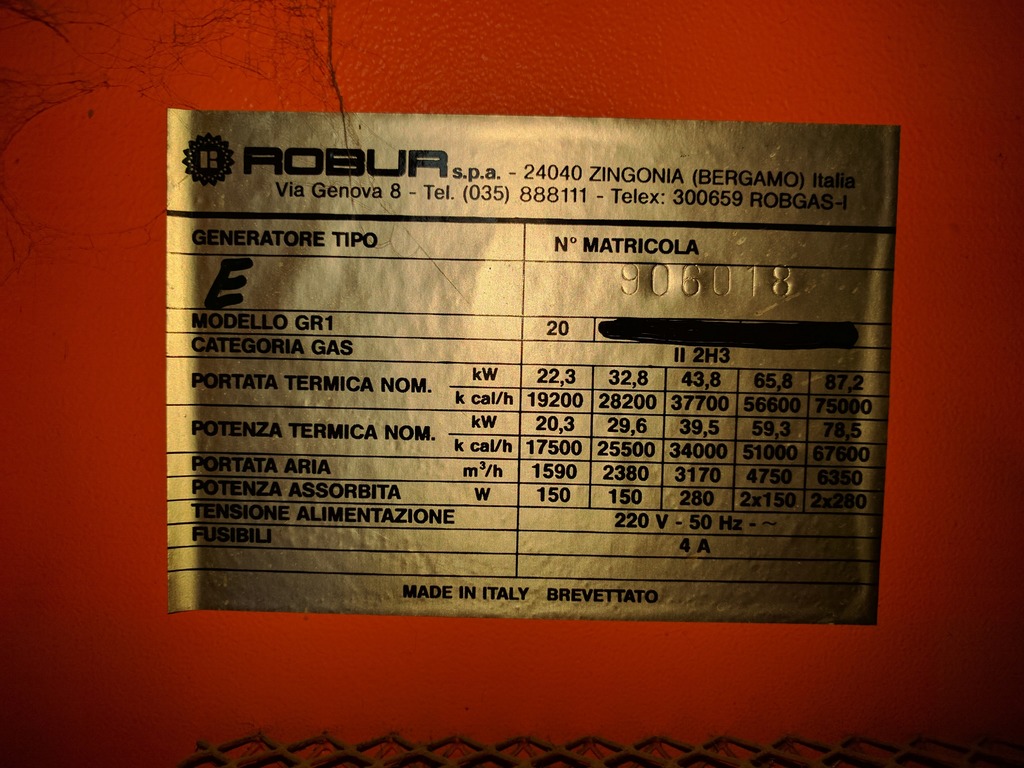 ROBUR s.p.a. - 24040 ZINGONIA (BERGAMO) Italia
Via Genova 8 - Tel. (035) 888111 - Telex: 300659 ROBGAS-I
GENERATORE TIPO N° MATRICOLA
E 906018
MODELLO GR1 20
CATEGORIA GAS II 2H3
PORTATA TERMICA NOM. kW 22,3 32,8 43,8 65,8 87,2
k cal/h 19200 28200 37700 56600 75000
POTENZA TERMICA NOM. kW 20,3 29,6 39,5 59,3 78,5
k cal/h 17500 25500 34000 51000 67600
PORTATA ARIA m³/h 1590 2380 3170 4750 6350
POTENZA ASSORBITA W 150 150 280 2x150 2x280
TENSIONE ALIMENTAZIONE 220 V - 50 Hz - ~
FUSIBILI 4 A
MADE IN ITALY BREVETTATO